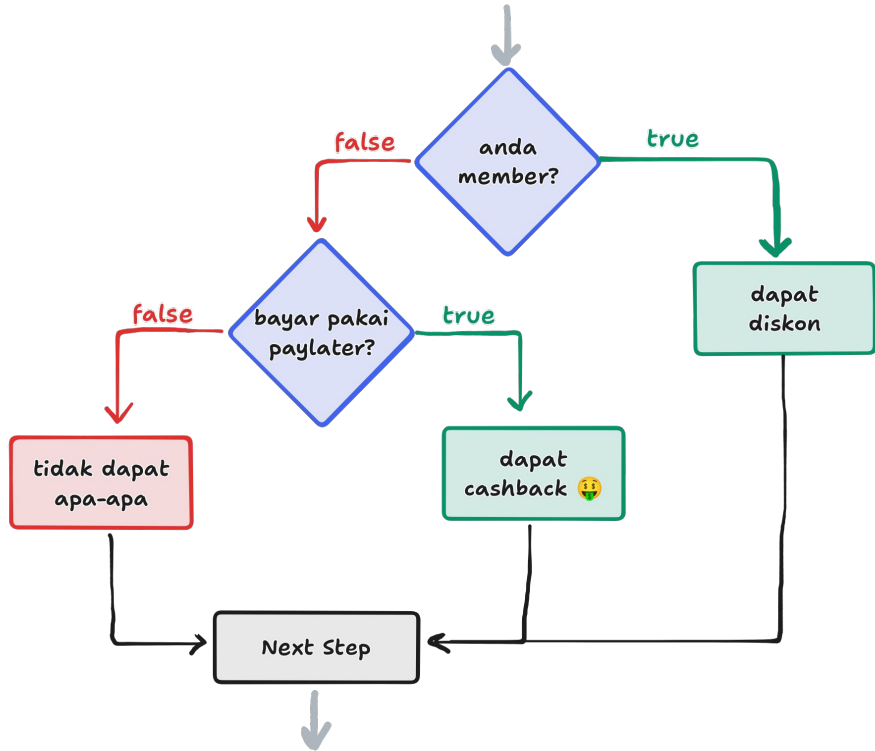 anda
member?
false
true
bayar pakai
paylater?
false
true
dapat
diskon
tidak dapat
apa-apa
dapat
cashback 🤑
Next Step